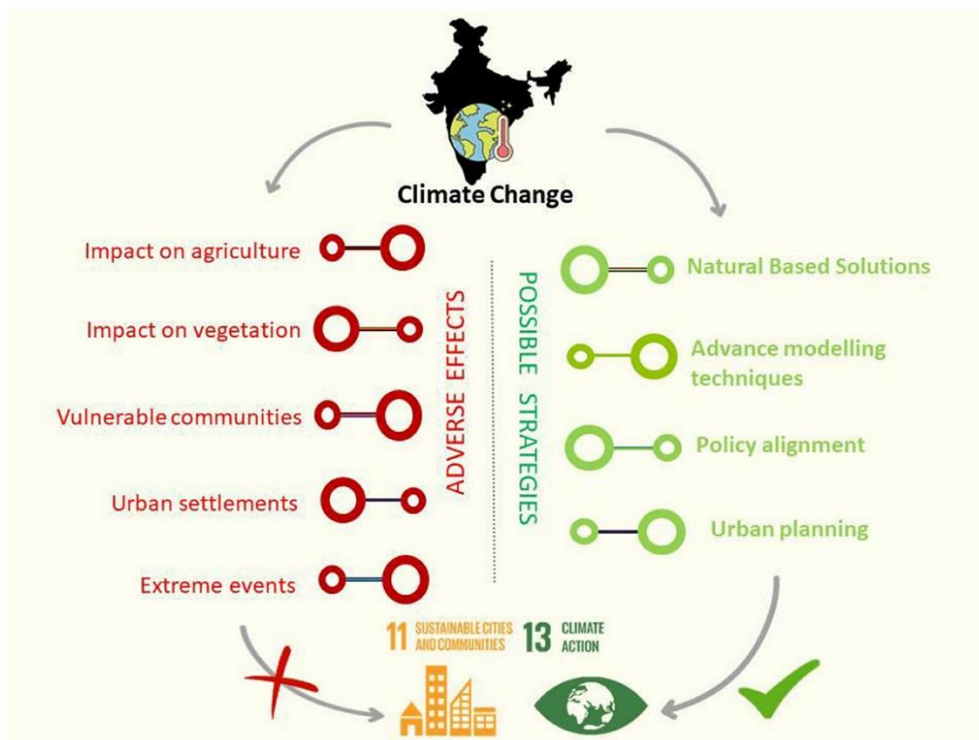 Climate Change
Impact on agriculture
Impact on vegetation
Vulnerable communities
Urban settlements
Extreme events
ADVERSE EFFECTS
POSSIBLE STRATEGIES
Natural Based Solutions
Advance modelling
techniques
Policy alignment
Urban planning
11 SUSTAINABLE CITIES
AND COMMUNITIES
13 CLIMATE
ACTION